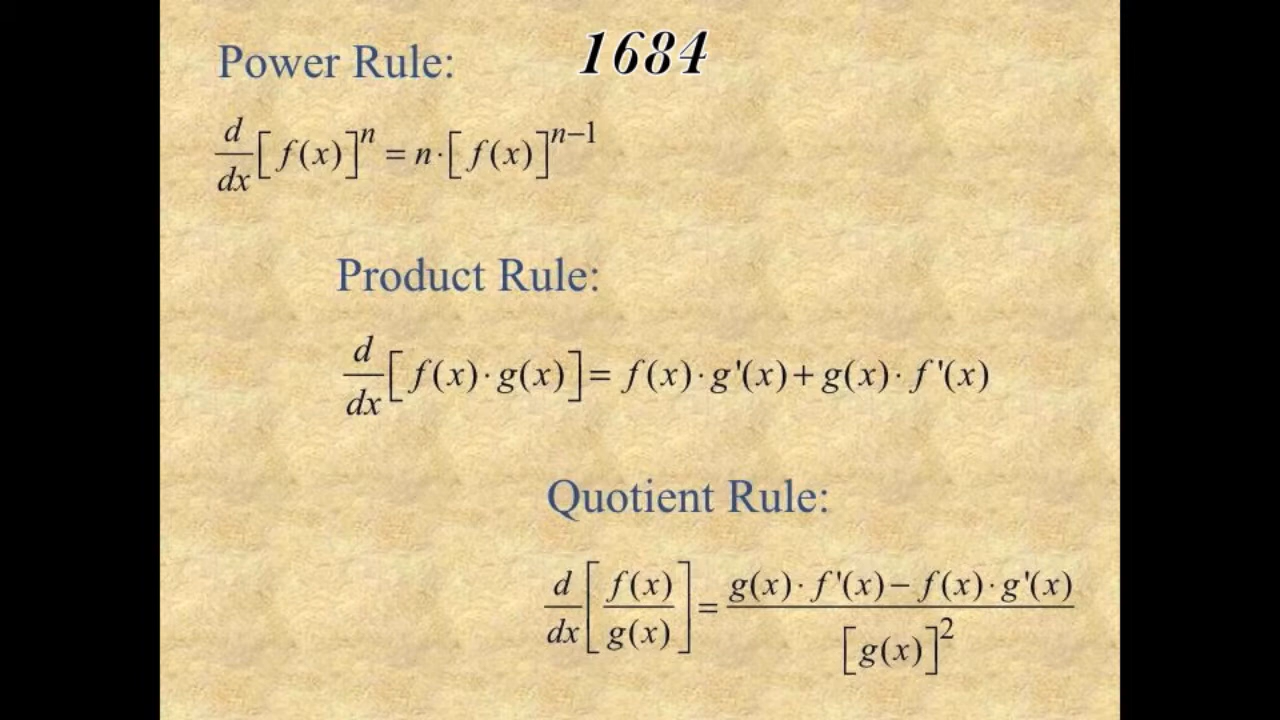 Power Rule: 1684
d/dx [f(x)]^n = n·[f(x)]^{n−1}
Product Rule:
d/dx [f(x)·g(x)] = f(x)·g'(x)+g(x)·f'(x)
Quotient Rule:
d/dx [f(x)/g(x)] = (g(x)·f'(x)−f(x)·g'(x))/[g(x)]^2